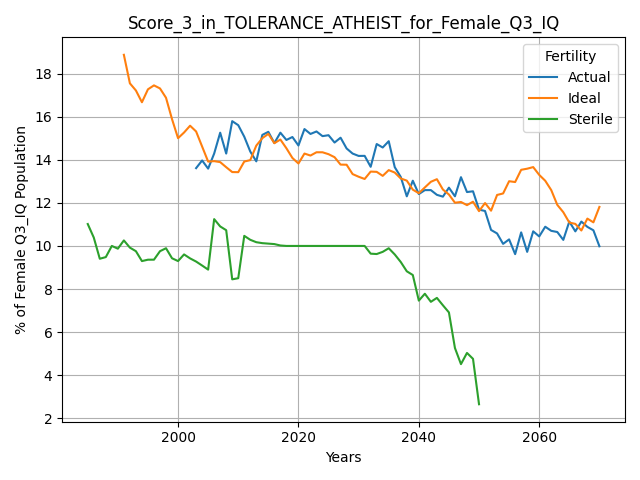 Score_3_in_TOLERANCE_ATHEIST_for_Female_Q3_IQ
Fertility
Actual
Ideal
Sterile
% of Female Q3_IQ Population
18
16
14
12
10
8
6
4
2
2000 2020 2040 2060
Years